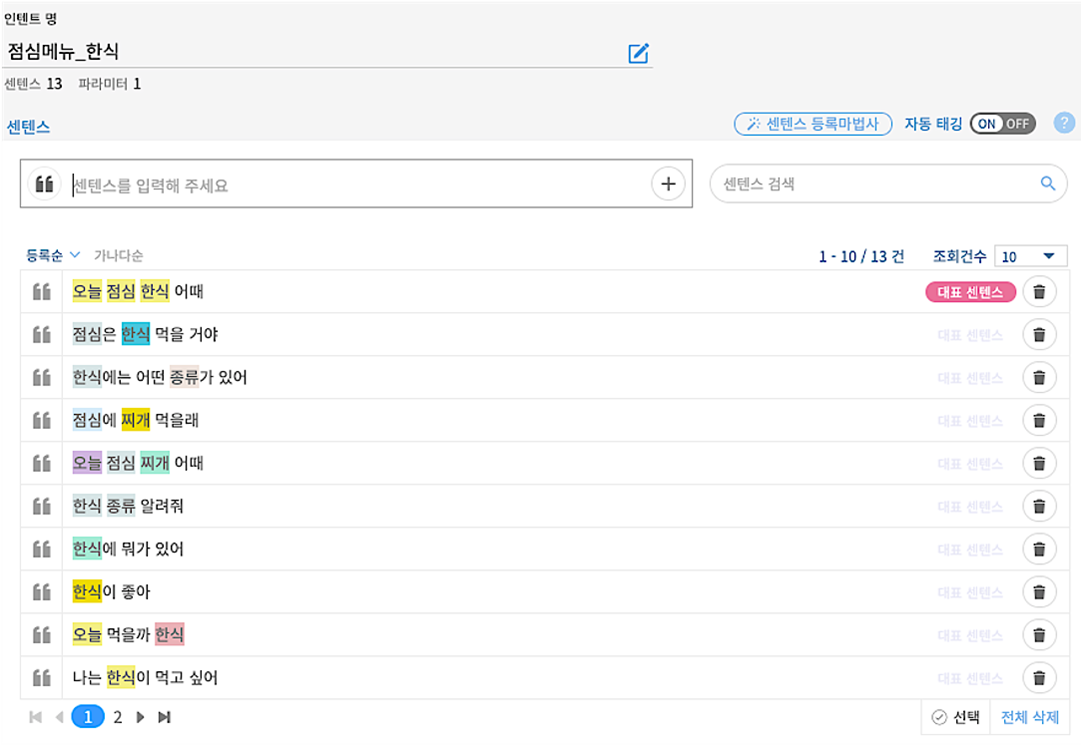 인텐트 명
점심메뉴_한식
센텐스 13 파라미터 1
센텐스 센텐스 등록마법사 자동 태깅 ON OFF ?
센텐스를 입력해 주세요 + 센텐스 검색
등록순 가나다순 1 - 10 / 13 건 조회건수 10
오늘 점심 한식 어때 대표 센텐스
점심은 한식 먹을 거야 대표 센텐스
한식에는 어떤 종류가 있어 대표 센텐스
점심에 찌개 먹을래 대표 센텐스
오늘 점심 찌개 어때 대표 센텐스
한식 종류 알려줘 대표 센텐스
한식에 뭐가 있어 대표 센텐스
한식이 좋아 대표 센텐스
오늘 먹을까 한식 대표 센텐스
나는 한식이 먹고 싶어 대표 센텐스
1 2 선택 전체 삭제